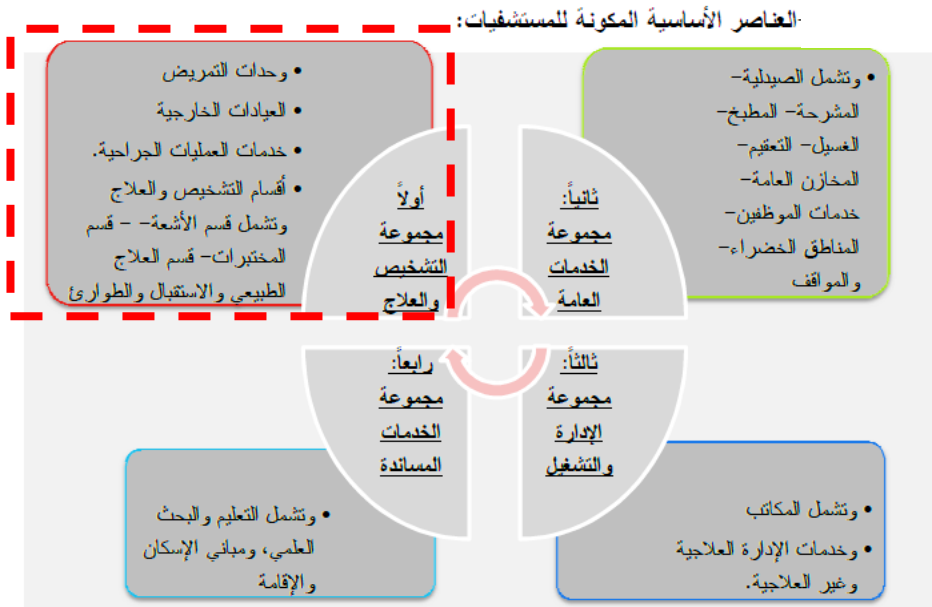 العناصر الأساسية المكونة للمستشفيات:
• وحدات التمريض
• العيادات الخارجية
• خدمات العمليات الجراحية.
• أقسام التشخيص والعلاج
وتشمل قسم الأشعة- - قسم
المختبرات- قسم العلاج
الطبيعي والاستقبال والطوارئ
أولاً
مجموعة
التشخيص
والعلاج
ثانياً:
مجموعة
الخدمات
العامة
• وتشمل الصيدلية-
المشرحة- المطبخ-
الغسيل- التعقيم-
المخازن العامة-
خدمات الموظفين-
المناطق الخضراء-
والمواقف
ثالثاً:
مجموعة
الإدارة
والتشغيل
• وتشمل المكاتب
• وخدمات الإدارة العلاجية
وغير العلاجية.
رابعاً:
مجموعة
الخدمات
المساندة
• وتشمل التعليم والبحث
العلمي، ومباني الإسكان
والإقامة